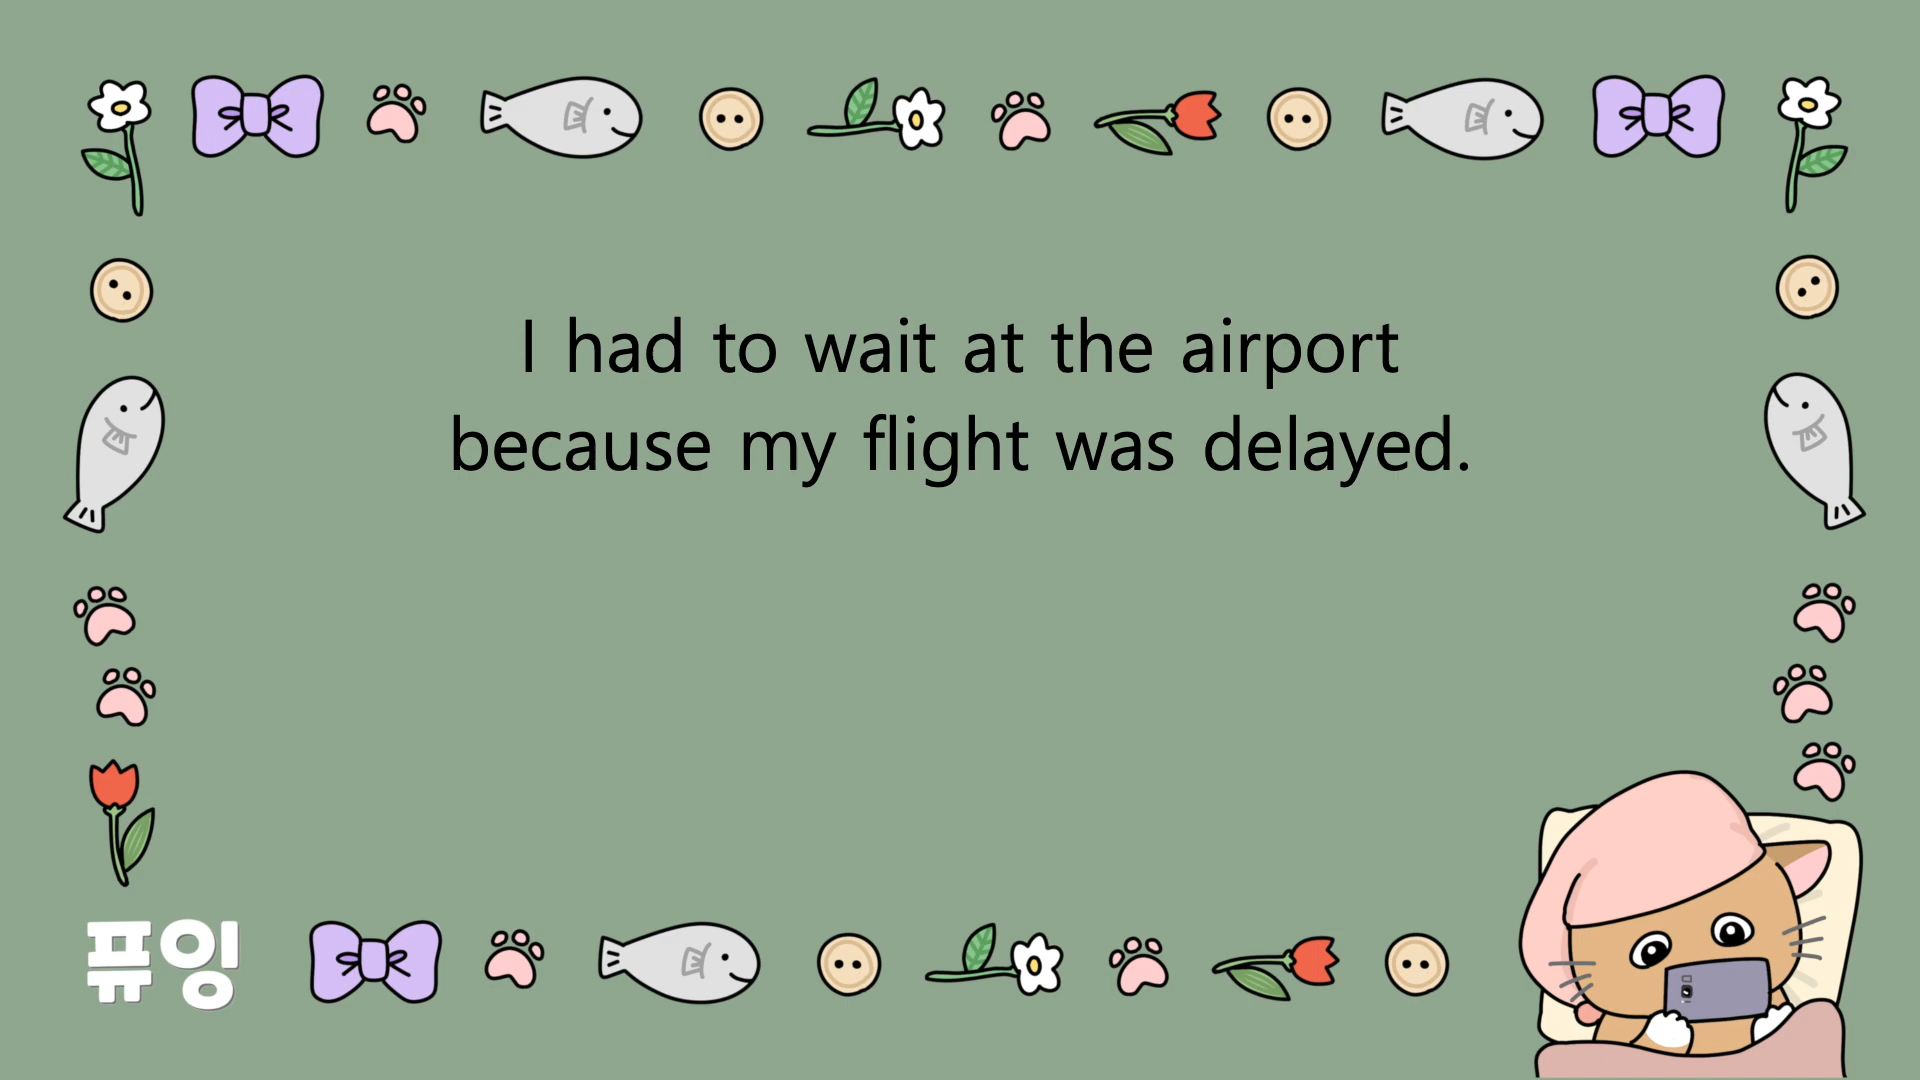 I had to wait at the airport
because my flight was delayed.
퓨잉